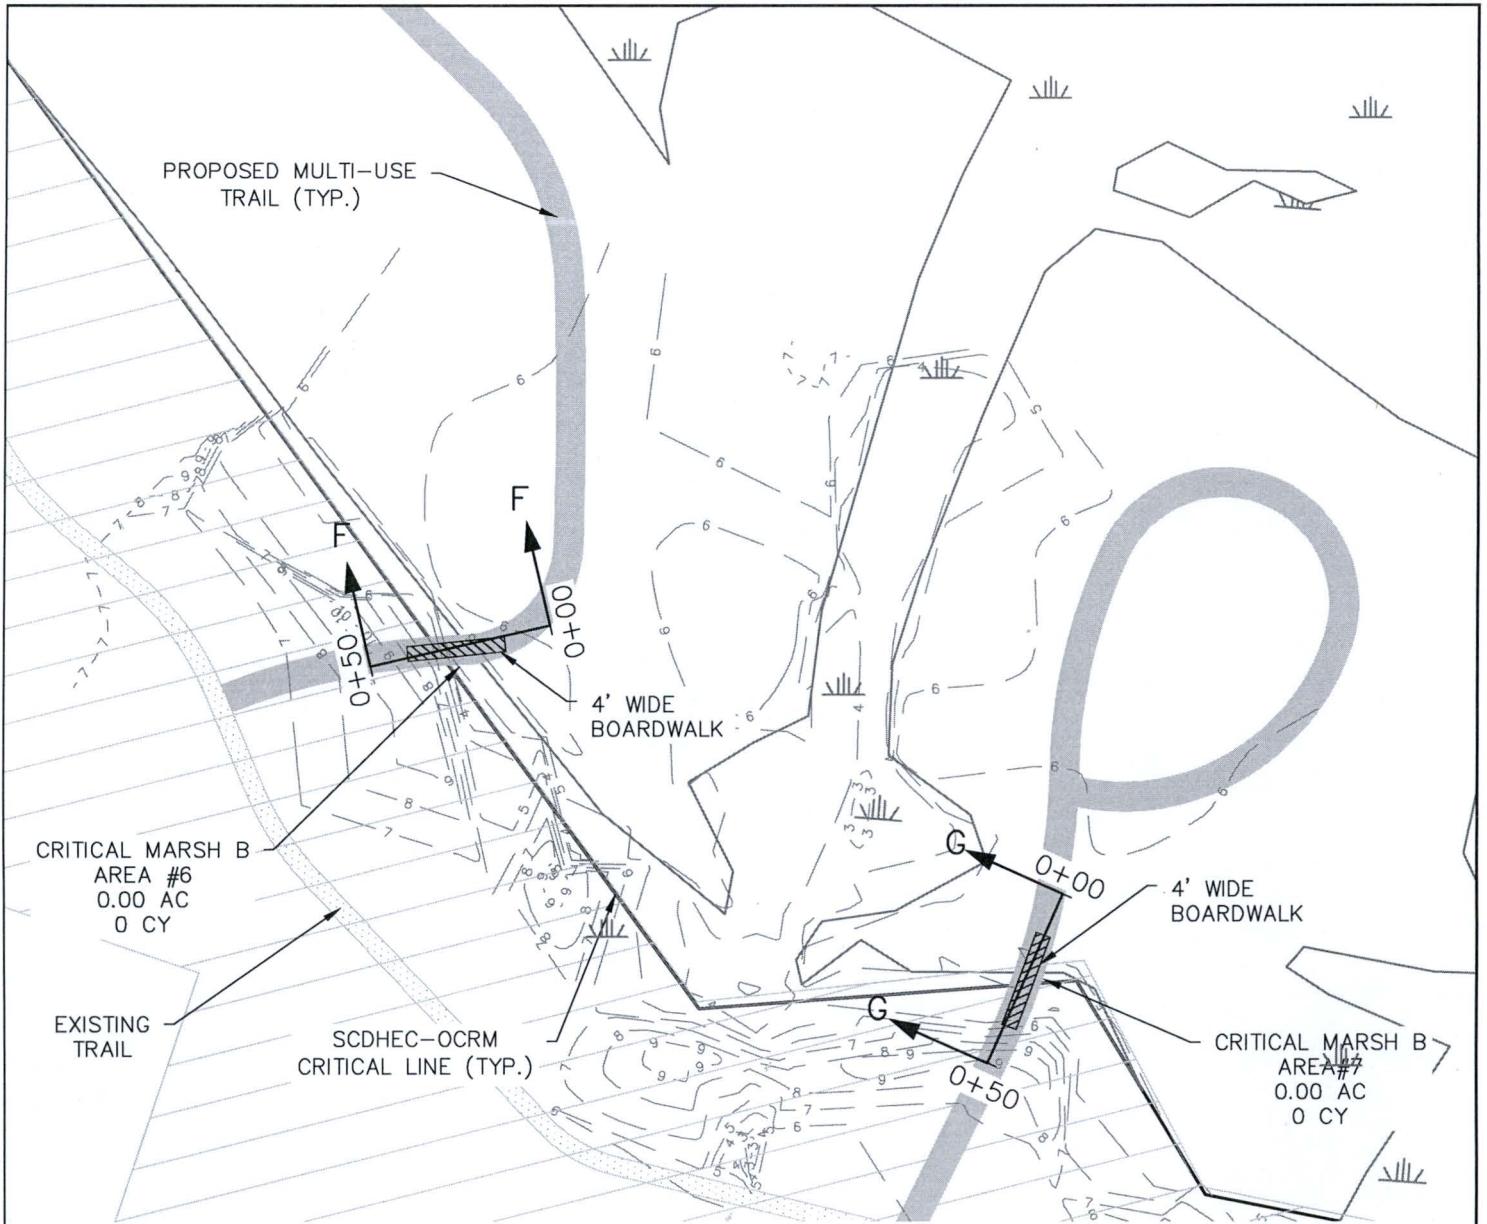 PROPOSED MULTI-USE
TRAIL (TYP.)
F
F
0+00
0+50
4' WIDE
BOARDWALK
CRITICAL MARSH B
AREA #6
0.00 AC
0 CY
G
0+00
4' WIDE
BOARDWALK
EXISTING
TRAIL
SCDHEC-OCRM
CRITICAL LINE (TYP.)
G
0+50
CRITICAL MARSH B
AREA#7
0.00 AC
0 CY